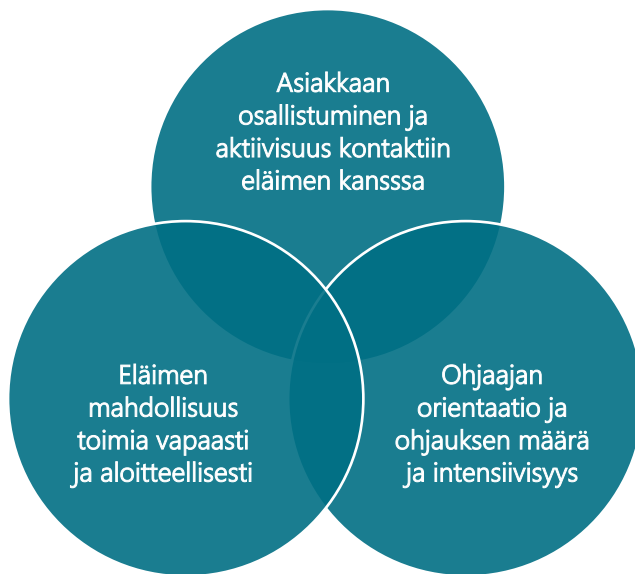 Asiakkaan
osallistuminen ja
aktiivisuus kontaktiin
eläimen kansssa
Eläimen
mahdollisuus
toimia vapaasti
ja aloitteellisesti
Ohjaajan
orientaatio ja
ohjauksen määrä
ja intensiivisyys